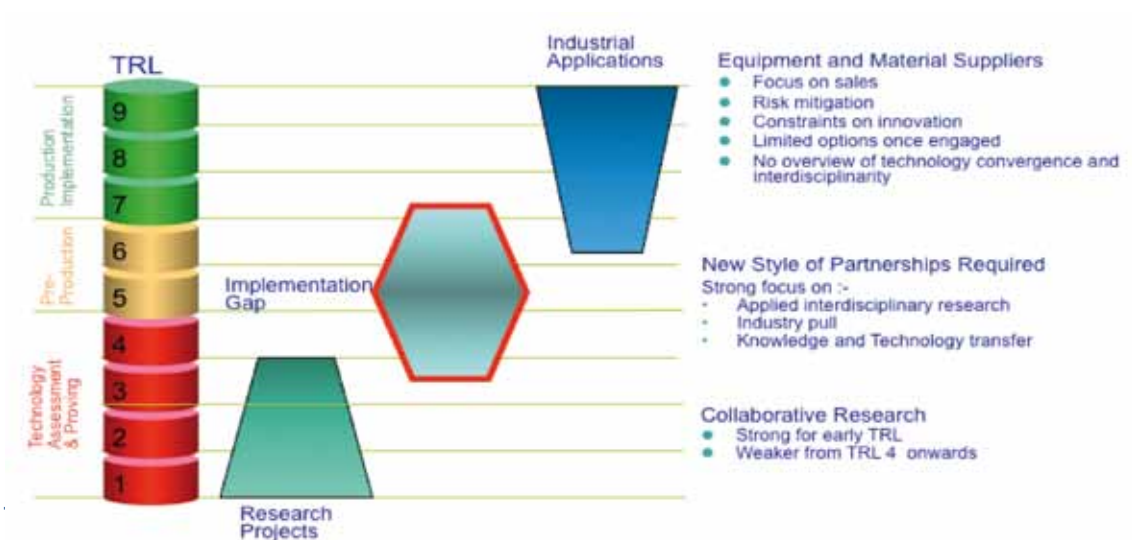 TRL
9
8
7
6
5
4
3
2
1
Production
Implementation
Pre-
Production
Technology
Assessment
& Proving
Implementation
Gap
Research
Projects
Industrial
Applications
Equipment and Material Suppliers
Focus on sales
Risk mitigation
Constraints on innovation
Limited options once engaged
No overview of technology convergence and
interdisciplinarity
New Style of Partnerships Required
Strong focus on :-
Applied interdisciplinary research
Industry pull
Knowledge and Technology transfer
Collaborative Research
Strong for early TRL
Weaker from TRL 4 onwards